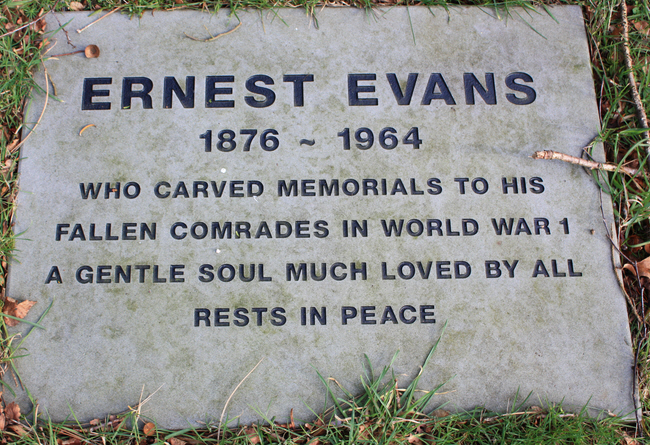 ERNEST EVANS
1876 ~ 1964
WHO CARVED MEMORIALS TO HIS
FALLEN COMRADES IN WORLD WAR 1
A GENTLE SOUL MUCH LOVED BY ALL
RESTS IN PEACE